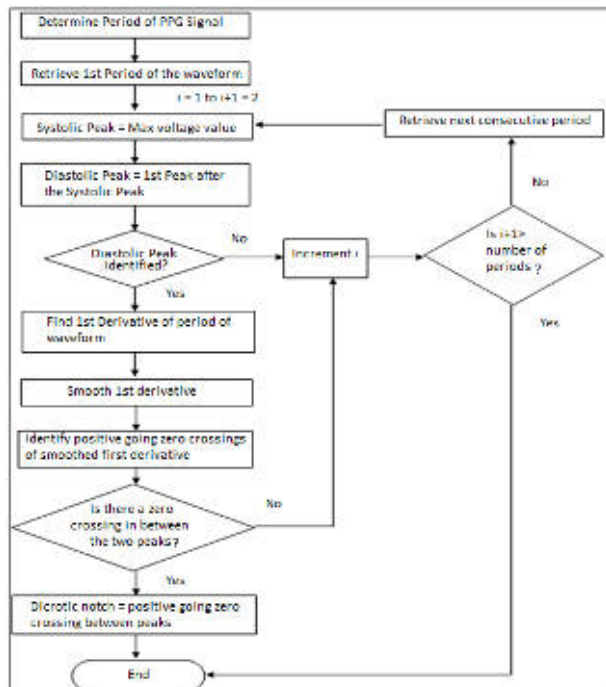 Determine Period of PPG Signal
Retrieve 1st Period of the waveform
i = 1 to i+1 = 2
Systolic Peak = Max voltage value
Retrieve next consecutive period
Diastolic Peak = 1st Peak after
the Systolic Peak
No
Diastolic Peak
Identified?
No
Increment i
Is i+1>
number of
periods ?
Yes
Yes
Find 1st Derivative of period of
waveform
Smooth 1st derivative
Identify positive going zero crossings
of smoothed first derivative
Is there a zero
crossing in between
the two peaks?
No
Yes
Dicrotic notch = positive going zero
crossing between peaks
End